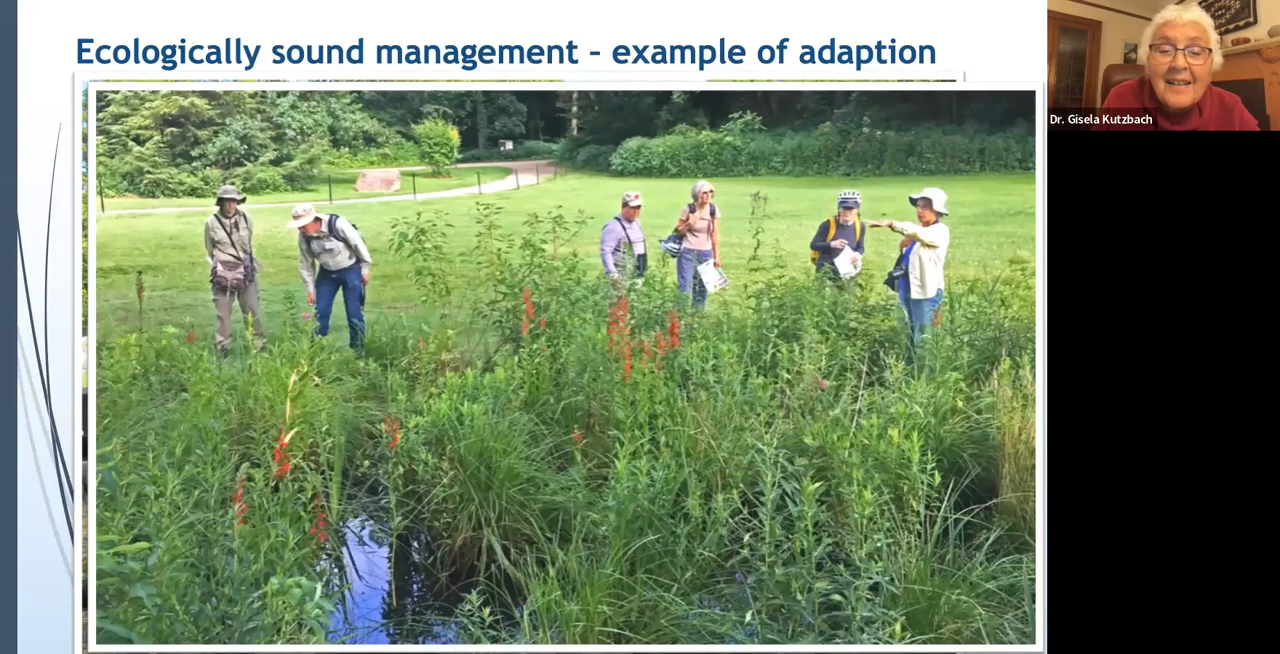 Ecologically sound management – example of adaption
Dr. Gisela Kutzbach